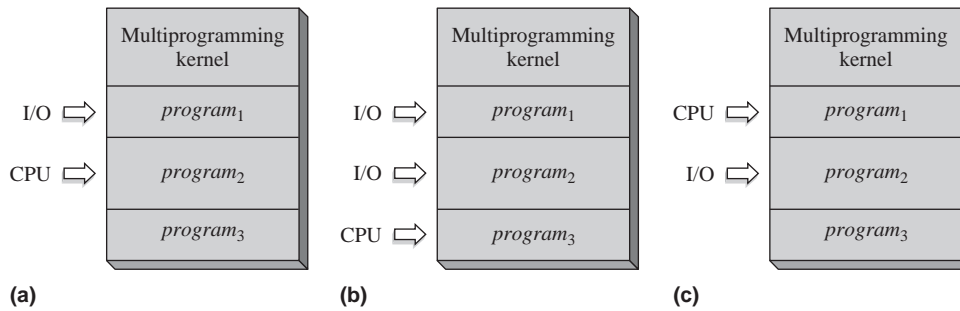 Multiprogramming
kernel
I/O
program₁
CPU
program₂
program₃
(a)
Multiprogramming
kernel
I/O
program₁
I/O
program₂
CPU
program₃
(b)
Multiprogramming
kernel
CPU
program₁
I/O
program₂
program₃
(c)